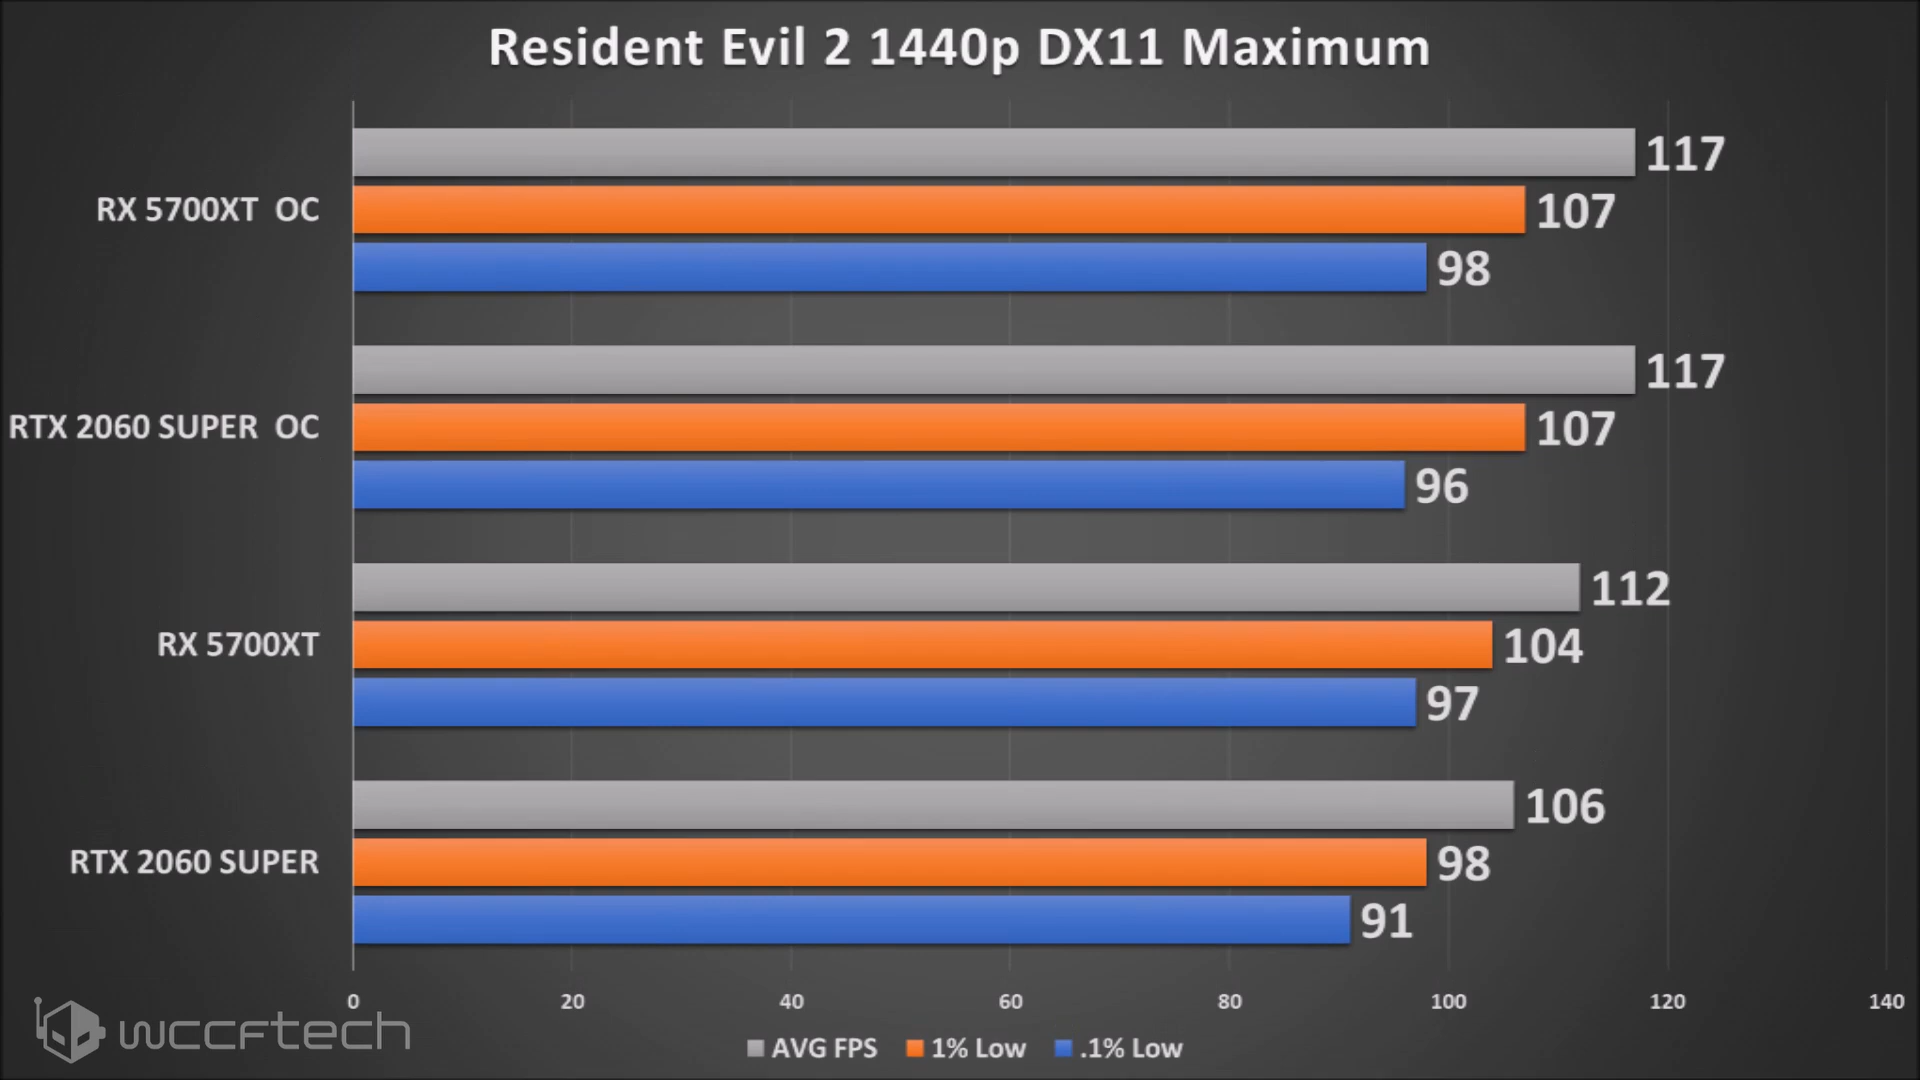 Resident Evil 2 1440p DX11 Maximum
RX 5700XT OC
117
107
98
RTX 2060 SUPER OC
117
107
96
RX 5700XT
112
104
97
RTX 2060 SUPER
106
98
91
0 20 40 60 80 100 120 140
AVG FPS 1% Low .1% Low
wccftech